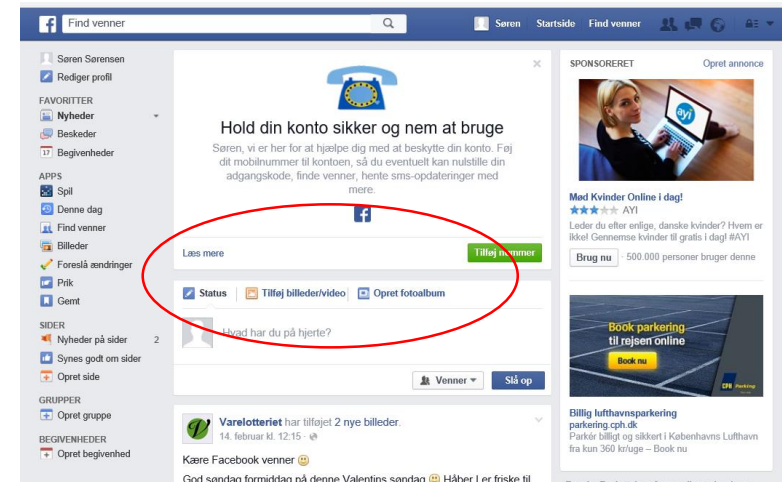 Find venner
Søren Startside Find venner
Søren Sørensen
Rediger profil
FAVORITTER
Nyheder
Beskeder
17 Begivenheder
APPS
Spil
Denne dag
Find venner
Billeder
Foreslå ændringer
Prik
Gemt
SIDER
Nyheder på sider 2
Synes godt om sider
Opret side
GRUPPER
Opret gruppe
BEGIVENHEDER
Opret begivenhed
Hold din konto sikker og nem at bruge
Søren, vi er her for at hjælpe dig med at beskytte din konto. Føj
dit mobilnummer til kontoen, så du eventuelt kan nulstille din
adgangskode, finde venner, hente sms-opdateringer med
mere.
Læs mere
Tilføj nummer
Status Tilføj billeder/video Opret fotoalbum
Hvad har du på hjerte?
Venner Slå op
Varelotteriet har tilføjet 2 nye billeder.
14. februar kl. 12:15
Kære Facebook venner
God søndag formiddag på denne Valentins søndag Håber I er friske til
SPONSORERET Opret annonce
ayi
Mød Kvinder Online i dag!
AYI
Leder du efter enlige, danske kvinder? Hvem er
ikke! Gennemse kvinder til gratis i dag! #AYI
Brug nu 500.000 personer bruger denne
Book parkering
til rejsen online
Book nu
CPH Parking
Billig lufthavnsparkering
parkering.cph.dk
Parkér billigt og sikkert i Københavns Lufthavn
fra kun 360 kr/uge – Book nu